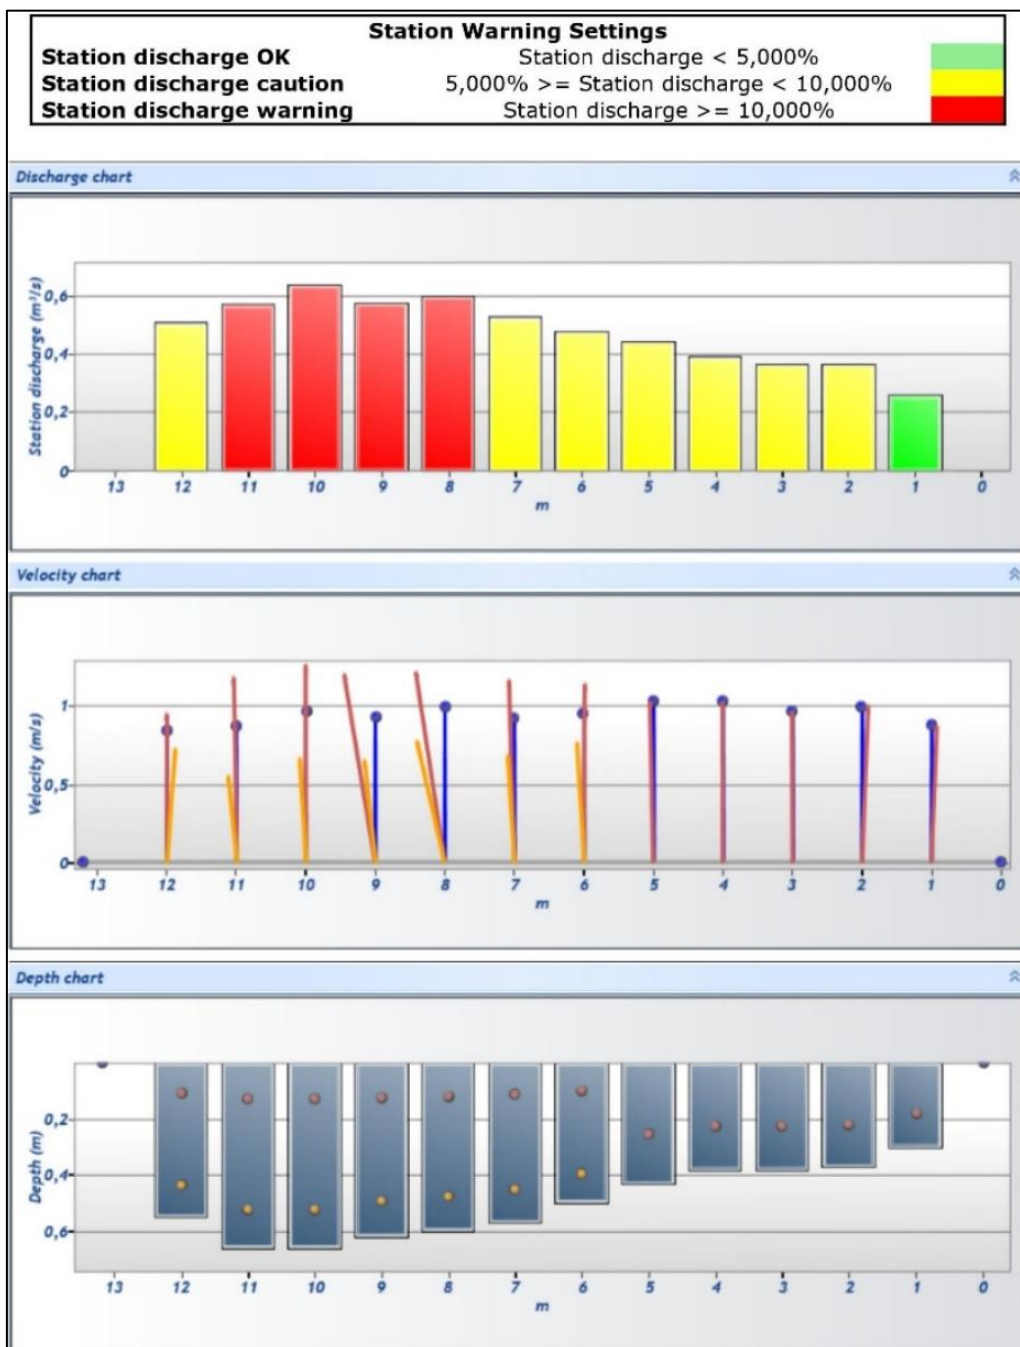 Station Warning Settings
Station discharge OK Station discharge < 5,000%
Station discharge caution 5,000% >= Station discharge < 10,000%
Station discharge warning Station discharge >= 10,000%
Discharge chart
Station discharge (m³/s)
0,6
0,4
0,2
0
13 12 11 10 9 8 7 6 5 4 3 2 1 0
m
Velocity chart
Velocity (m/s)
1
0,5
0
13 12 11 10 9 8 7 6 5 4 3 2 1 0
m
Depth chart
Depth (m)
0,2
0,4
0,6
13 12 11 10 9 8 7 6 5 4 3 2 1 0
m